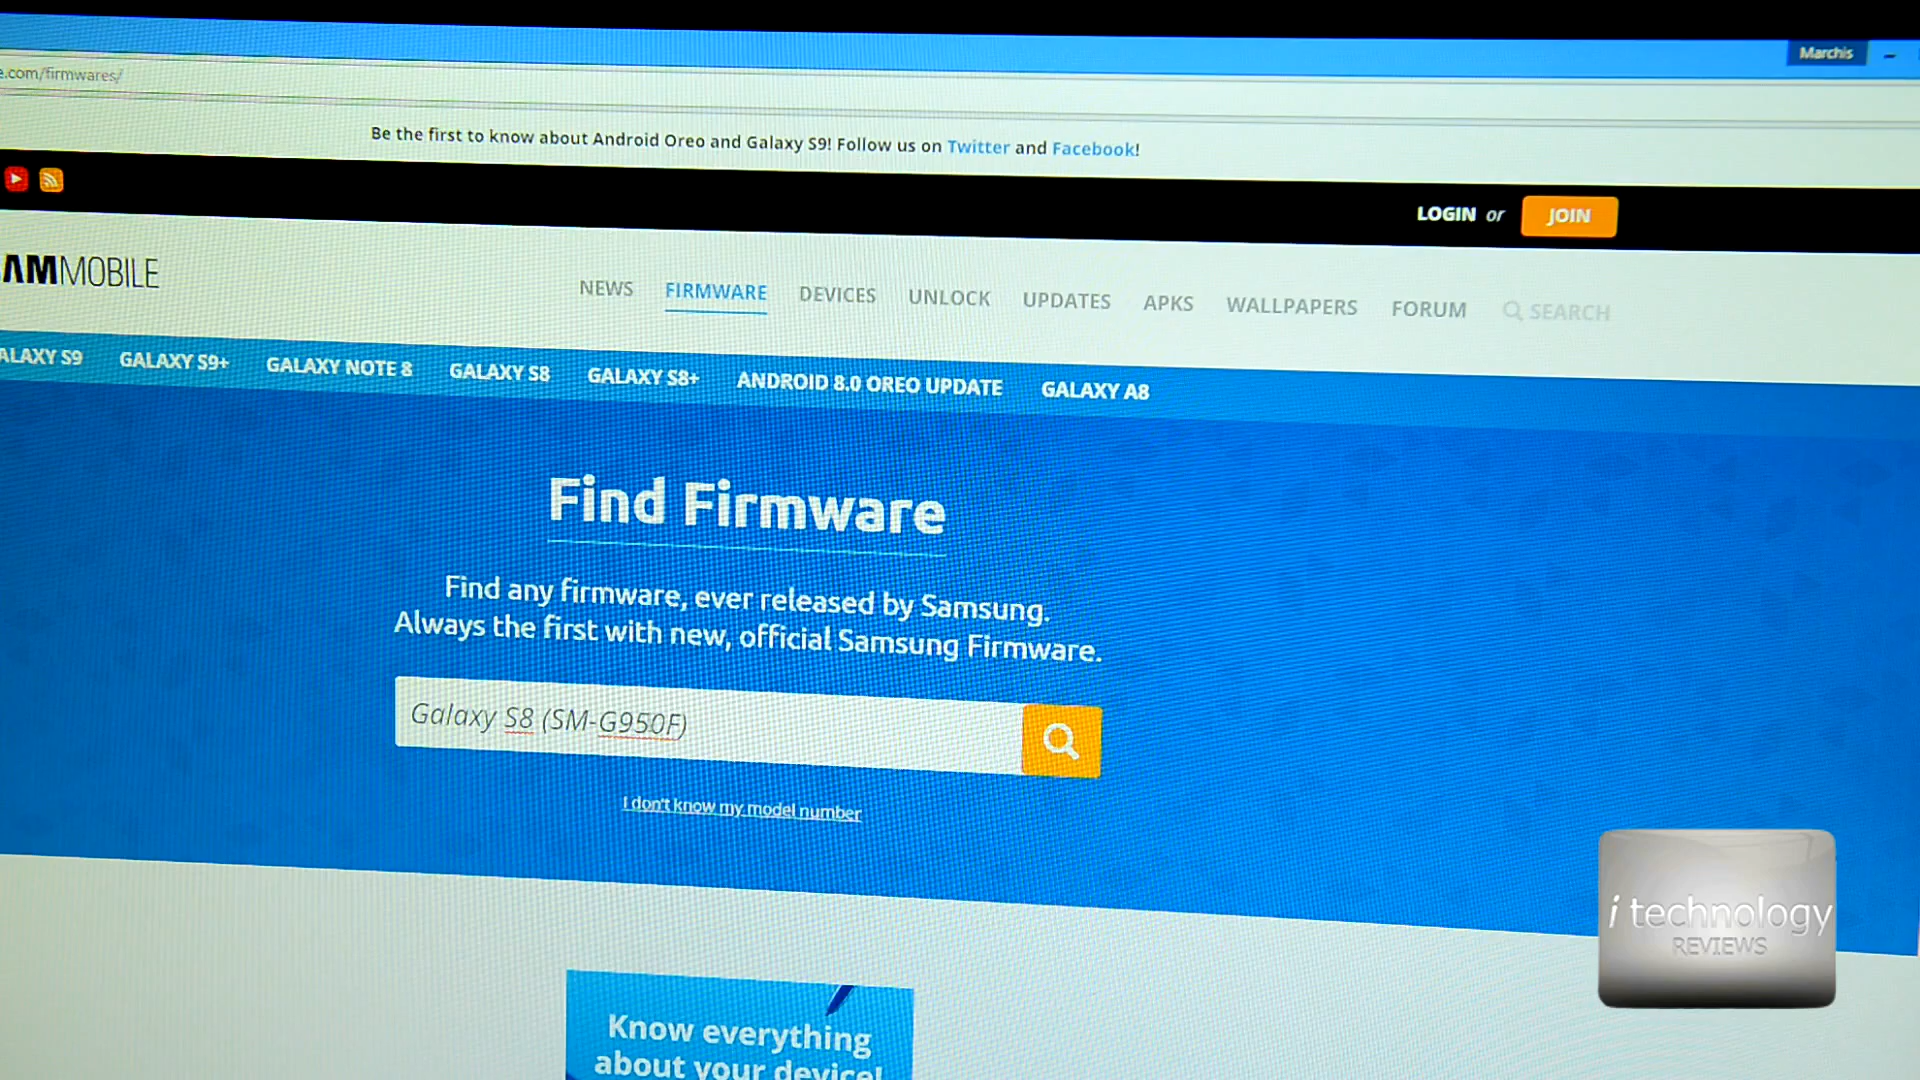 Marchis
e.com/firmwares/
Be the first to know about Android Oreo and Galaxy S9! Follow us on Twitter and Facebook!
LOGIN or JOIN
AMMOBILE
NEWS FIRMWARE DEVICES UNLOCK UPDATES APKS WALLPAPERS FORUM SEARCH
ALAXY S9 GALAXY S9+ GALAXY NOTE 8 GALAXY S8 GALAXY S8+ ANDROID 8.0 OREO UPDATE GALAXY A8
Find Firmware
Find any firmware, ever released by Samsung.
Always the first with new, official Samsung Firmware.
Galaxy S8 (SM-G950F)
I don't know my model number
i technology
REVIEWS
Know everything
about your device!